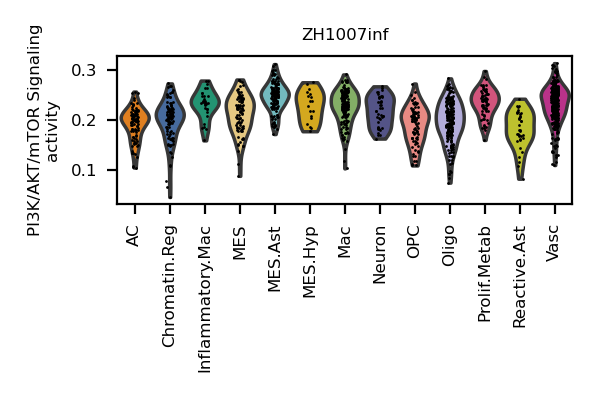 ZH1007inf
PI3K/AKT/mTOR Signaling
activity
0.3
0.2
0.1
AC
Chromatin.Reg
Inflammatory.Mac
MES
MES.Ast
MES.Hyp
Mac
Neuron
OPC
Oligo
Prolif.Metab
Reactive.Ast
Vasc